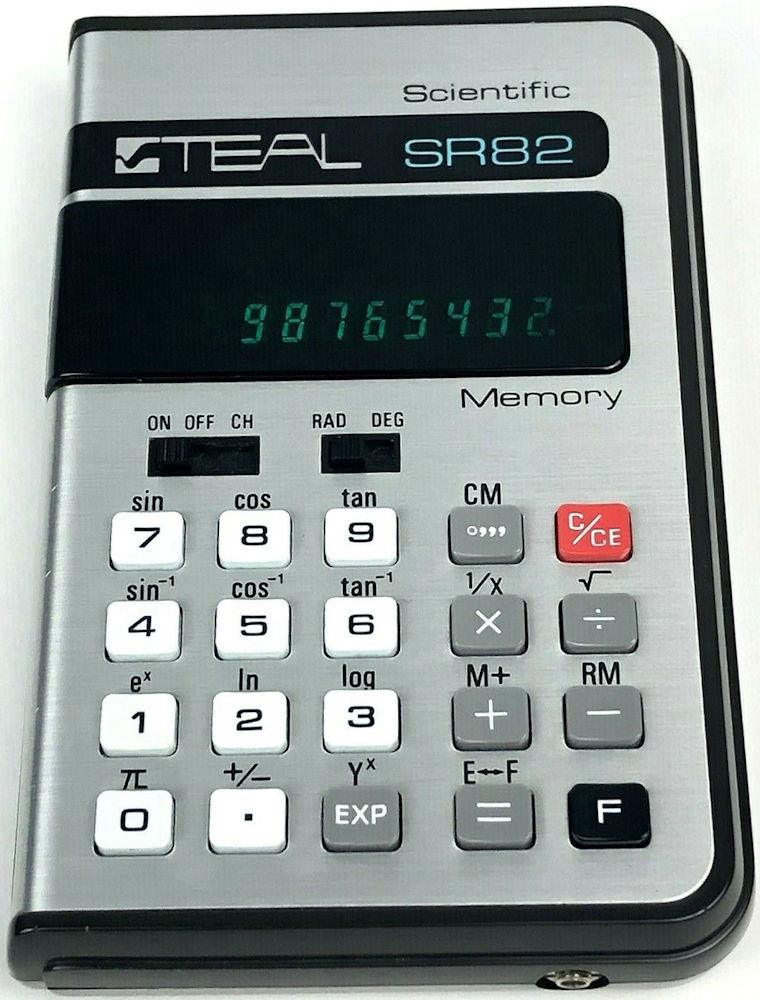 Scientific
TEAL SR82
98765432.
Memory
ON OFF CH RAD DEG
sin cos tan CM
7 8 9 °,,, C/CE
sin⁻¹ cos⁻¹ tan⁻¹ 1/x √
4 5 6 × ÷
eˣ ln log M+ RM
1 2 3 + −
π +/− Yˣ E↔F
0 . EXP = F